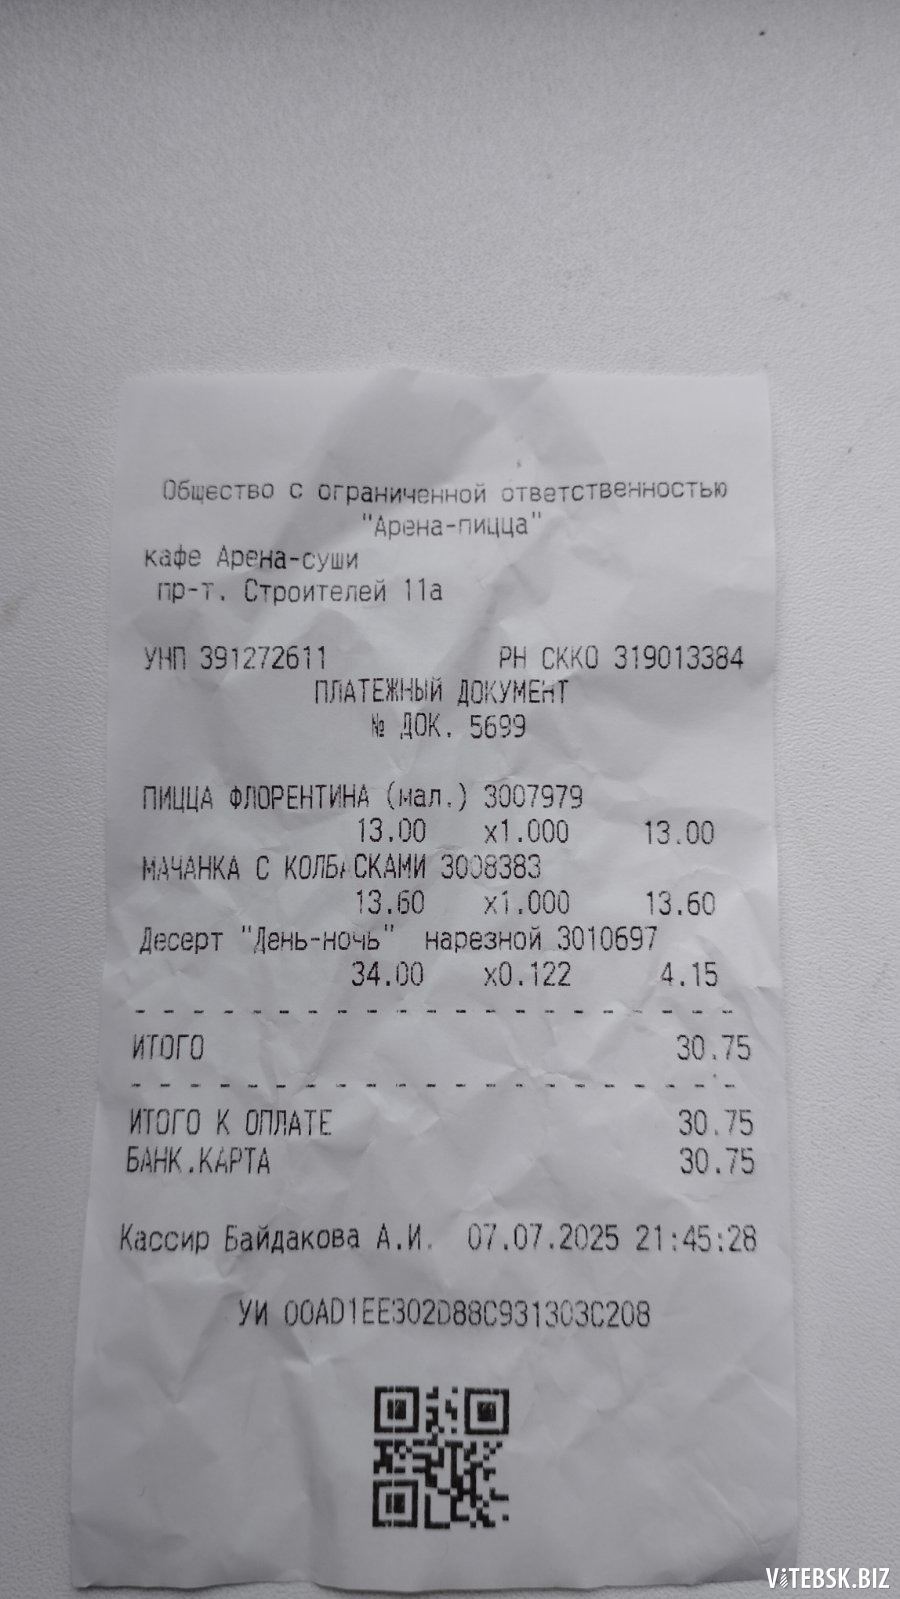 Общество с ограниченной ответственностью
"Арена-пицца"
кафе Арена-суши
пр-т. Строителей 11а
УНП 391272611 РН СККО 319013384
ПЛАТЕЖНЫЙ ДОКУМЕНТ
№ ДОК. 5699
ПИЦЦА ФЛОРЕНТИНА (мал.) 3007979
13.00 x1.000 13.00
МАЧАНКА С КОЛБАСКАМИ 3008383
13.60 x1.000 13.60
Десерт "День-ночь" нарезной 3010697
34.00 x0.122 4.15
ИТОГО 30.75
ИТОГО К ОПЛАТЕ 30.75
БАНК.КАРТА 30.75
Кассир Байдакова А.И. 07.07.2025 21:45:28
УИ 00AD1EE302D88C931303C208
ViTEBSK.BIZ